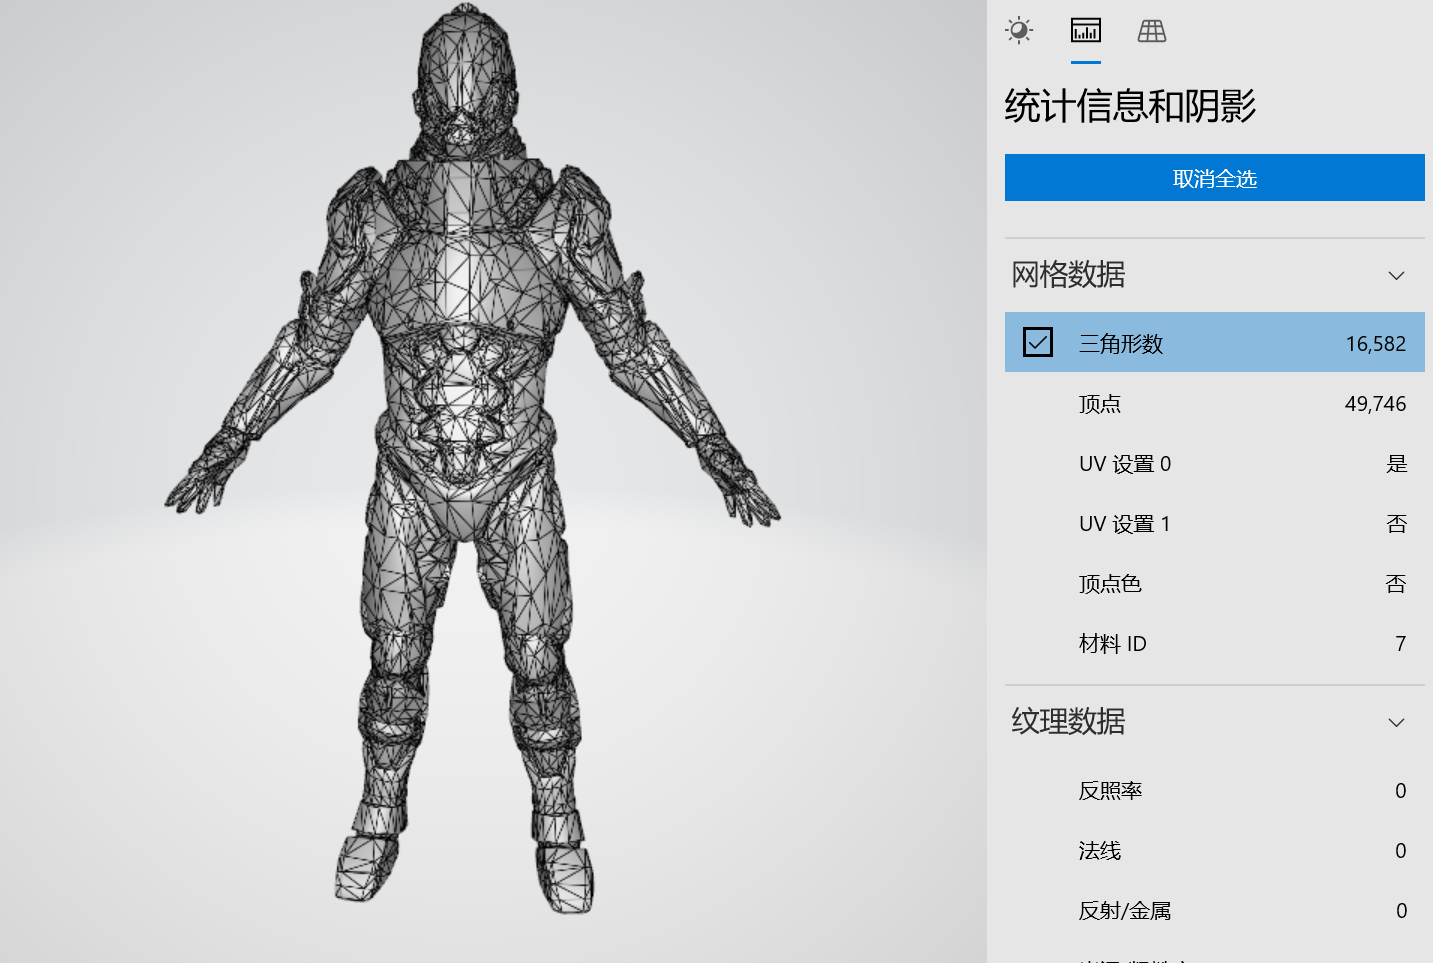 统计信息和阴影
取消全选
网格数据
三角形数 16,582
顶点 49,746
UV 设置 0 是
UV 设置 1 否
顶点色 否
材料 ID 7
纹理数据
反照率 0
法线 0
反射/金属 0